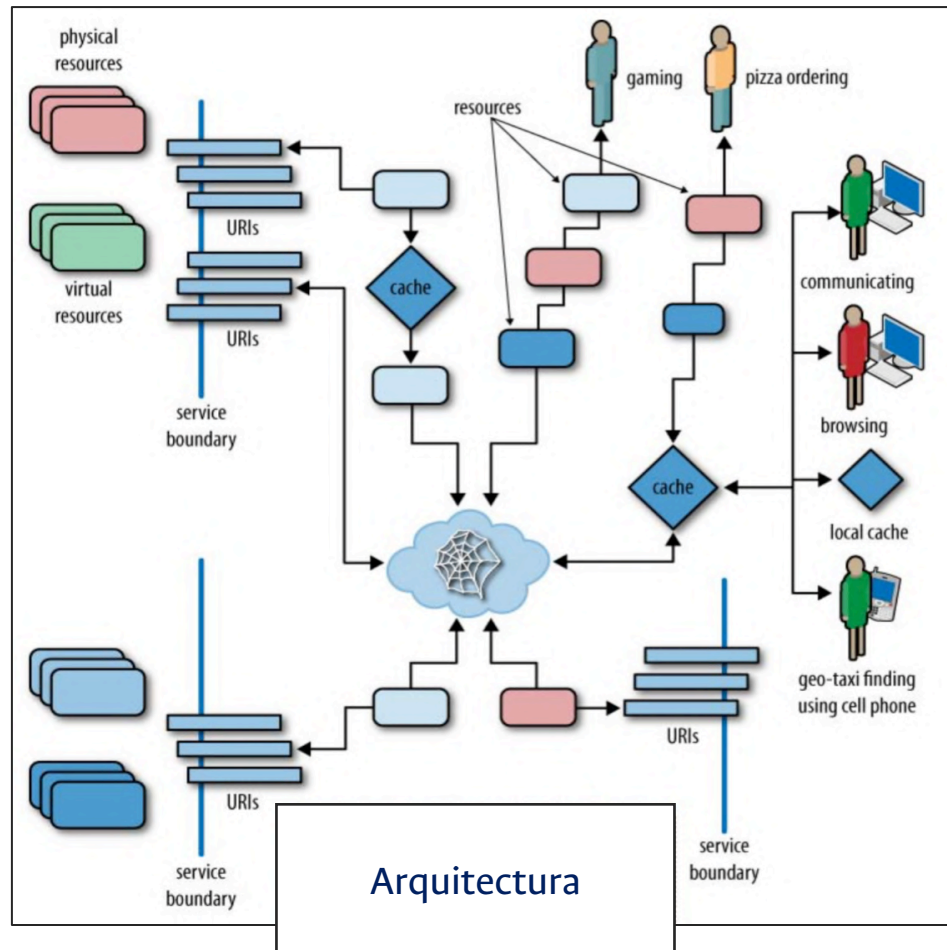 physical
resources
gaming
pizza ordering
resources
URIs
virtual
resources
cache
communicating
URIs
service
boundary
browsing
cache
local cache
geo-taxi finding
using cell phone
URIs
URIs
service
boundary
service
boundary
Arquitectura